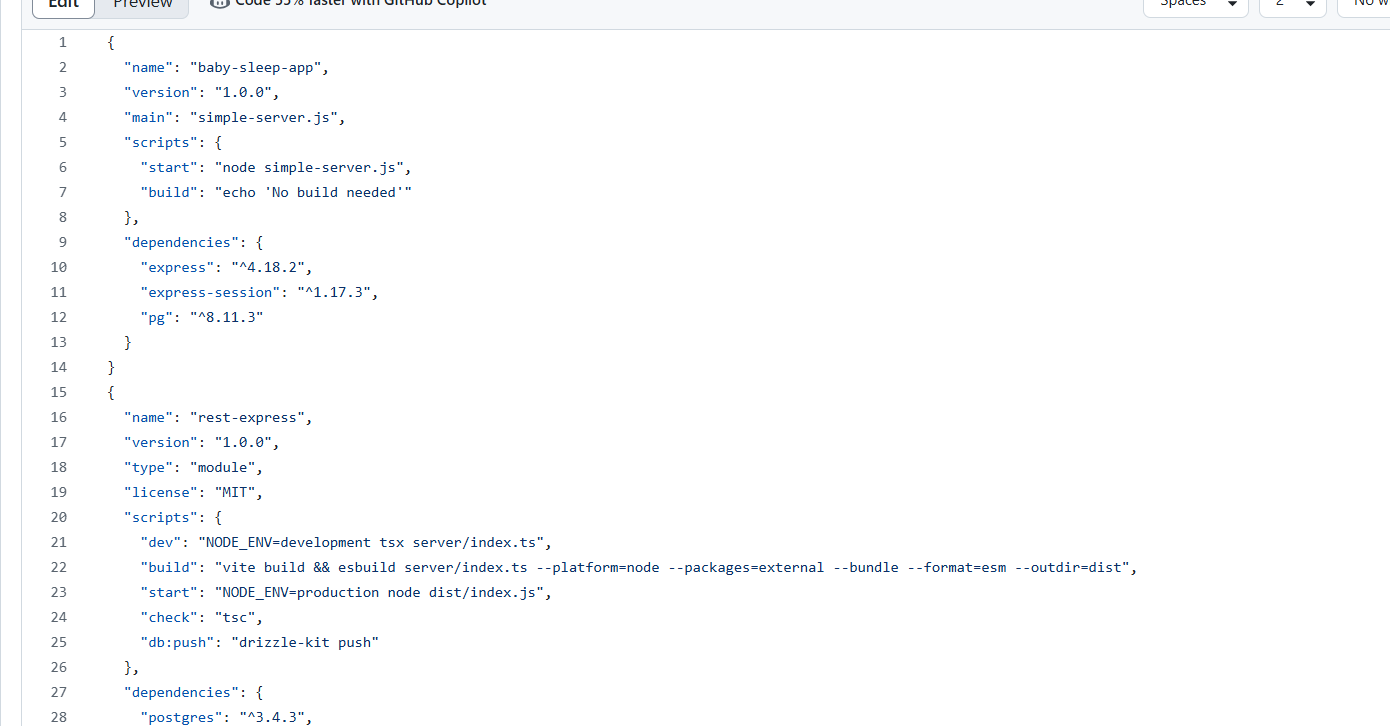 Edit Preview Code 55% faster with GitHub Copilot Spaces 2 No w
1 {
2 "name": "baby-sleep-app",
3 "version": "1.0.0",
4 "main": "simple-server.js",
5 "scripts": {
6 "start": "node simple-server.js",
7 "build": "echo 'No build needed'"
8 },
9 "dependencies": {
10 "express": "^4.18.2",
11 "express-session": "^1.17.3",
12 "pg": "^8.11.3"
13 }
14 }
15 {
16 "name": "rest-express",
17 "version": "1.0.0",
18 "type": "module",
19 "license": "MIT",
20 "scripts": {
21 "dev": "NODE_ENV=development tsx server/index.ts",
22 "build": "vite build && esbuild server/index.ts --platform=node --packages=external --bundle --format=esm --outdir=dist",
23 "start": "NODE_ENV=production node dist/index.js",
24 "check": "tsc",
25 "db:push": "drizzle-kit push"
26 },
27 "dependencies": {
28 "postgres": "^3.4.3",